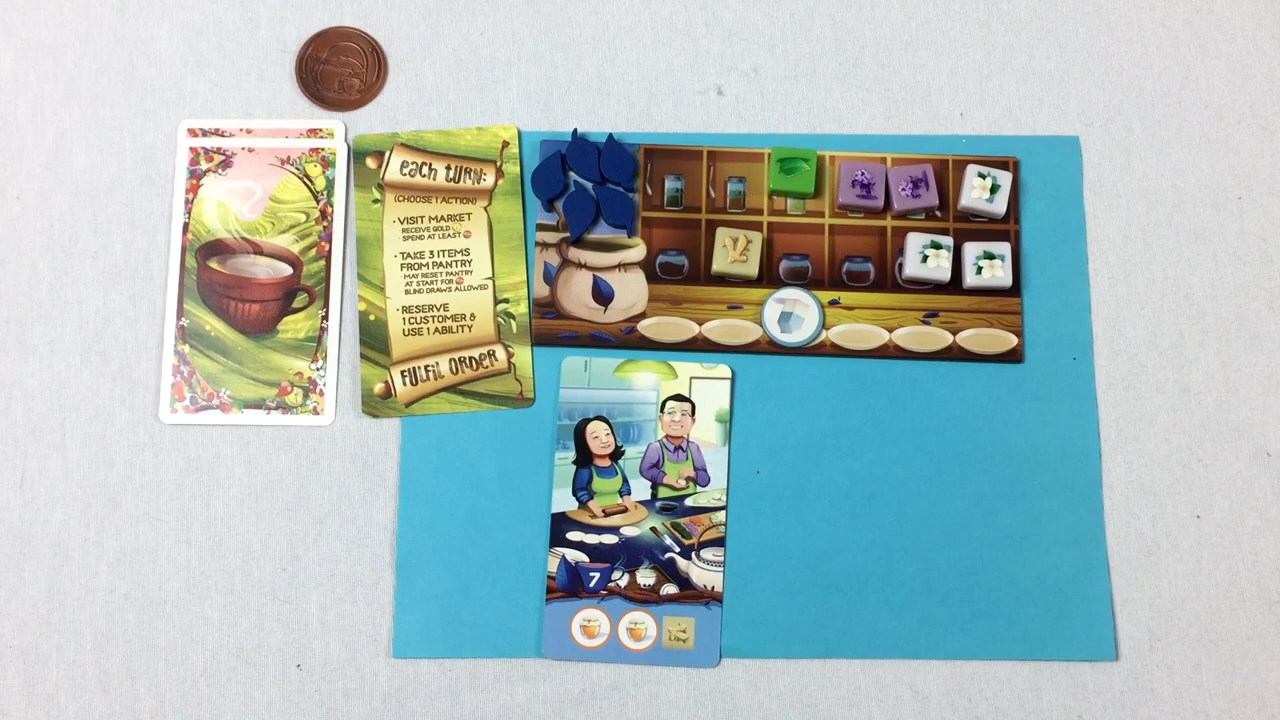 each turn:
(CHOOSE 1 ACTION)
• VISIT MARKET
RECEIVE GOLD
SPEND AT LEAST
• TAKE 3 ITEMS
FROM PANTRY
• MAY RESET PANTRY
AT START FOR
BLIND DRAWS ALLOWED
• RESERVE
1 CUSTOMER &
USE 1 ABILITY
FULFIL ORDER
7